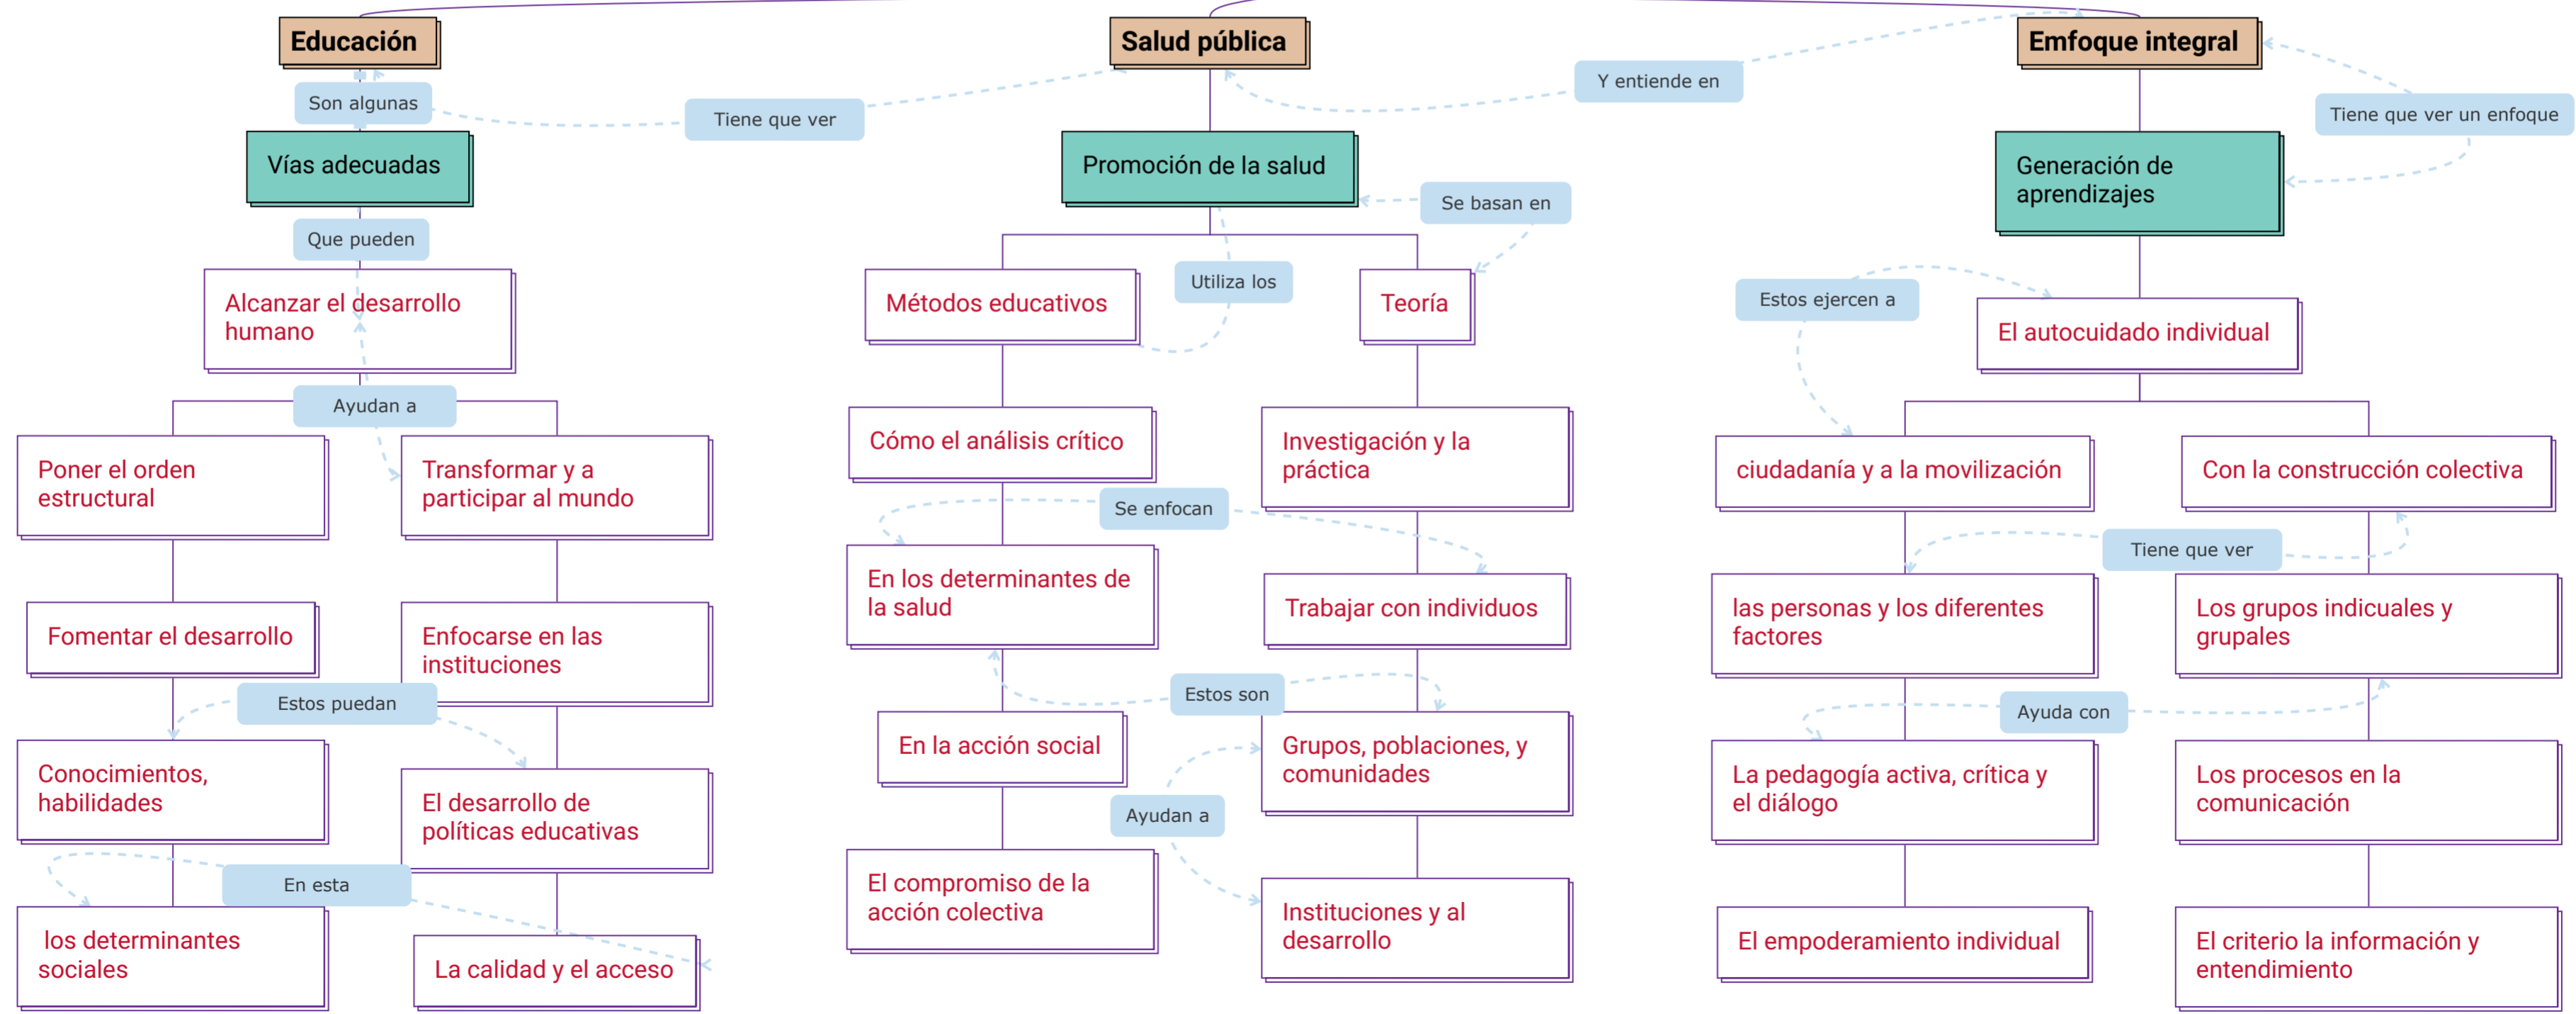 Educación
Son algunas
Vías adecuadas
Que pueden
Alcanzar el desarrollo
humano
Ayudan a
Poner el orden
estructural
Transformar y a
participar al mundo
Fomentar el desarrollo
Enfocarse en las
instituciones
Estos puedan
Conocimientos,
habilidades
El desarrollo de
políticas educativas
En esta
los determinantes
sociales
La calidad y el acceso
Tiene que ver
Salud pública
Promoción de la salud
Se basan en
Utiliza los
Métodos educativos
Teoría
Cómo el análisis crítico
Investigación y la
práctica
Se enfocan
En los determinantes de
la salud
Trabajar con individuos
Estos son
En la acción social
Grupos, poblaciones, y
comunidades
Ayudan a
El compromiso de la
acción colectiva
Instituciones y al
desarrollo
Y entiende en
Emfoque integral
Tiene que ver un enfoque
Generación de
aprendizajes
Estos ejercen a
El autocuidado individual
ciudadanía y a la movilización
Con la construcción colectiva
Tiene que ver
las personas y los diferentes
factores
Los grupos indicuales y
grupales
Ayuda con
La pedagogía activa, crítica y
el diálogo
Los procesos en la
comunicación
El empoderamiento individual
El criterio la información y
entendimiento